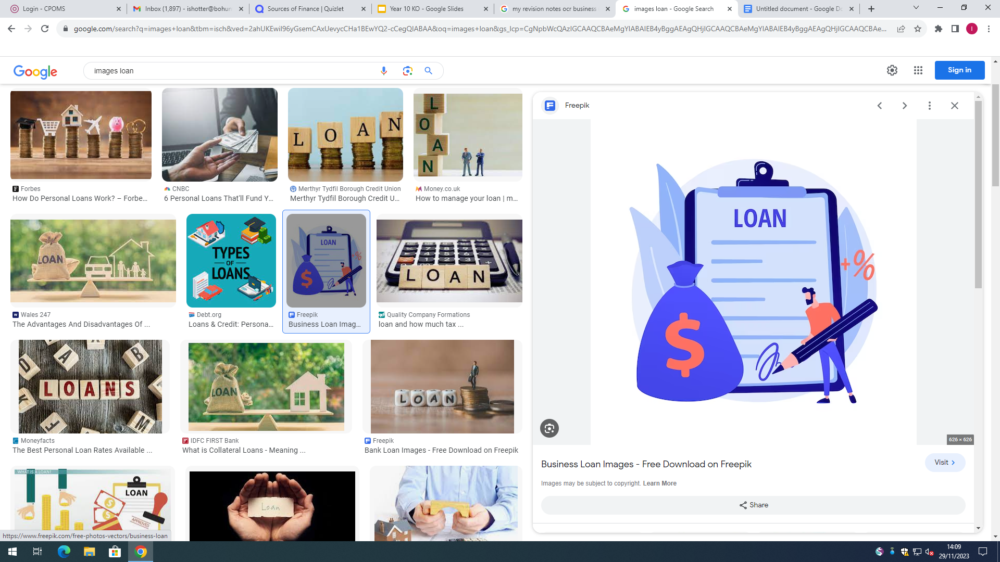 Login - CPOMS
Inbox (1,897) - ishotter@bohun
Sources of Finance | Quizlet
Year 10 KO - Google Slides
my revision notes ocr business
images loan - Google Search
Untitled document - Google Do
google.com/search?q=images+loan&tbm=isch&ved=2ahUKEwil96yGsemCAxUevycCHa1BEwYQ2-cCegQIABAA&oq=images+loan&gs_lcp=CgNpbWcQAzIGCAAQCBAeMgYIABAIEB4yBggAEAgQHjIGCAAQCBAeMgYIABAIEB4yBggAEAgQHjIGCAAQCBAe...
I
Google
images loan
Sign in
LOAN
L
O
A
N
Forbes
How Do Personal Loans Work? – Forbe...
CNBC
6 Personal Loans That'll Fund Y...
Merthyr Tydfil Borough Credit Union
Merthyr Tydfil Borough Credit U...
Money.co.uk
How to manage your loan | m...
LOAN
TYPES
OF
LOANS
LOAN
+%
$
LOAN
Wales 247
The Advantages And Disadvantages Of ...
Debt.org
Loans & Credit: Persona...
Freepik
Business Loan Imag...
Quality Company Formations
loan and how much tax ...
A
B
D
LOANS
K
F
M
LOAN
LOAN
Moneyfacts
The Best Personal Loan Rates Available ...
IDFC FIRST Bank
What is Collateral Loans - Meaning ...
Freepik
Bank Loan Images - Free Download on Freepik
WHAT IS A LOAN?
LOAN
APPROVED
Loan
https://www.freepik.com/free-photos-vectors/business-loan
Freepik
LOAN
+%
$
626 × 626
Business Loan Images - Free Download on Freepik
Visit
Images may be subject to copyright. Learn More
Share
14:09
29/11/2023